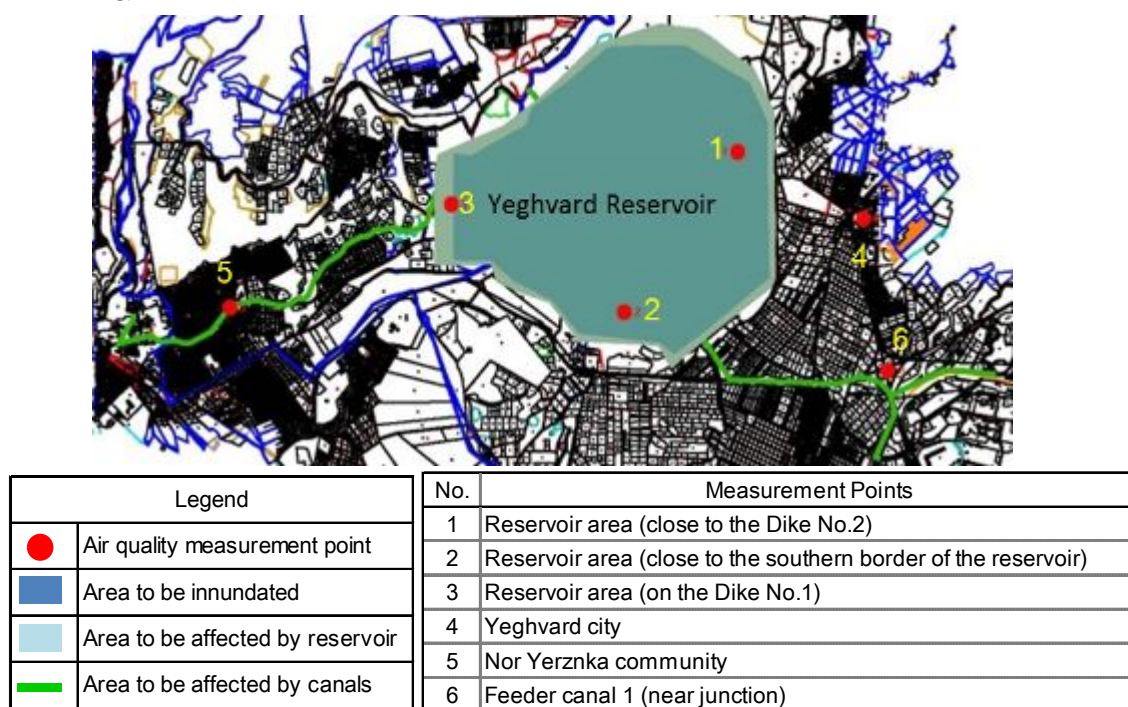 1
3 Yeghvard Reservoir
4
5
2
6
Legend
Air quality measurement point
Area to be innundated
Area to be affected by reservoir
Area to be affected by canals
No. Measurement Points
1 Reservoir area (close to the Dike No.2)
2 Reservoir area (close to the southern border of the reservoir)
3 Reservoir area (on the Dike No.1)
4 Yeghvard city
5 Nor Yerznka community
6 Feeder canal 1 (near junction)